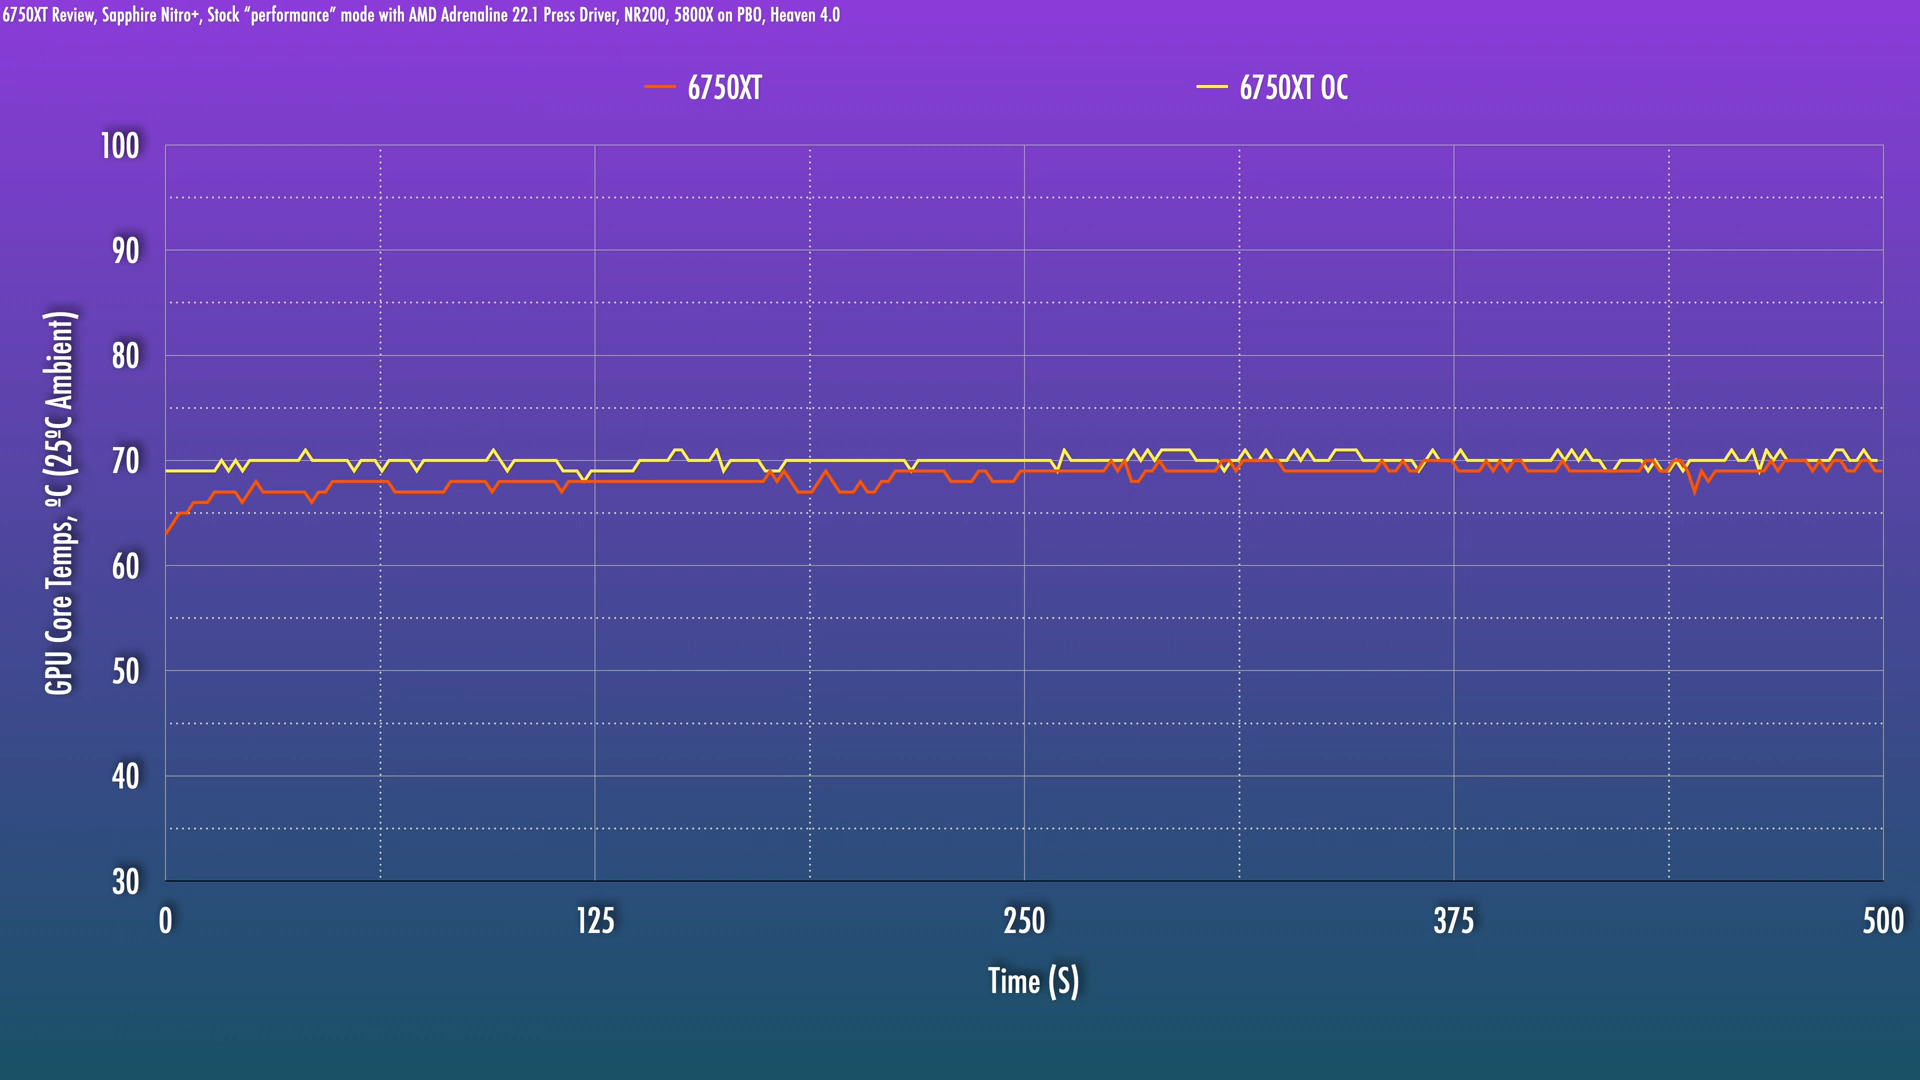 6750XT Review, Sapphire Nitro+, Stock “performance” mode with AMD Adrenaline 22.1 Press Driver, NR200, 5800X on PBO, Heaven 4.0
6750XT
6750XT OC
100
90
80
70
60
50
40
30
GPU Core Temps, ºC (25ºC Ambient)
0
125
250
375
500
Time (S)